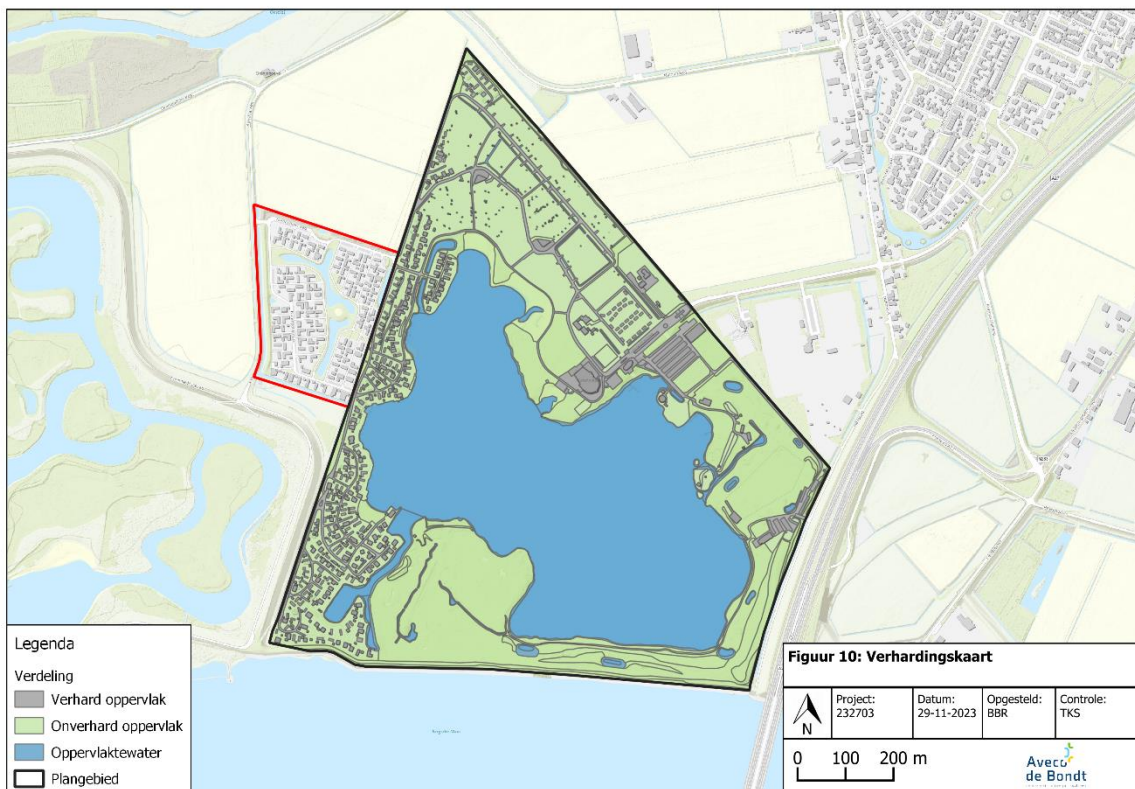 Legenda
Verdeling
Verhard oppervlak
Onverhard oppervlak
Oppervlaktewater
Plangebied
Figuur 10: Verhardingskaart
N
Project:
232703
Datum:
29-11-2023
Opgesteld:
BBR
Controle:
TKS
0 100 200 m
Aveco
de Bondt